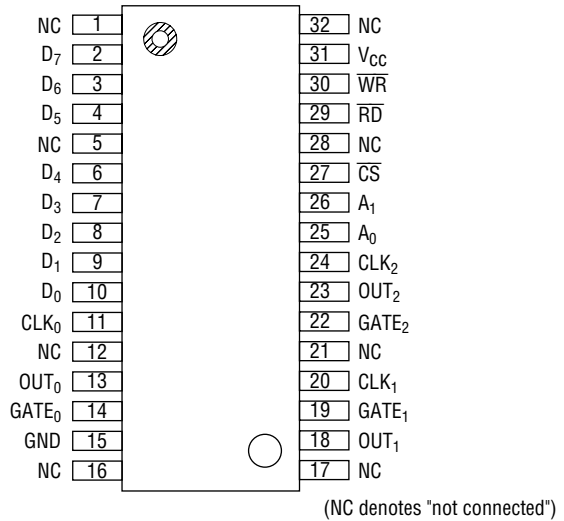 NC 1 32 NC
D7 2 31 VCC
D6 3 30 W̅R̅
D5 4 29 R̅D̅
NC 5 28 NC
D4 6 27 C̅S̅
D3 7 26 A1
D2 8 25 A0
D1 9 24 CLK2
D0 10 23 OUT2
CLK0 11 22 GATE2
NC 12 21 NC
OUT0 13 20 CLK1
GATE0 14 19 GATE1
GND 15 18 OUT1
NC 16 17 NC
(NC denotes "not connected")